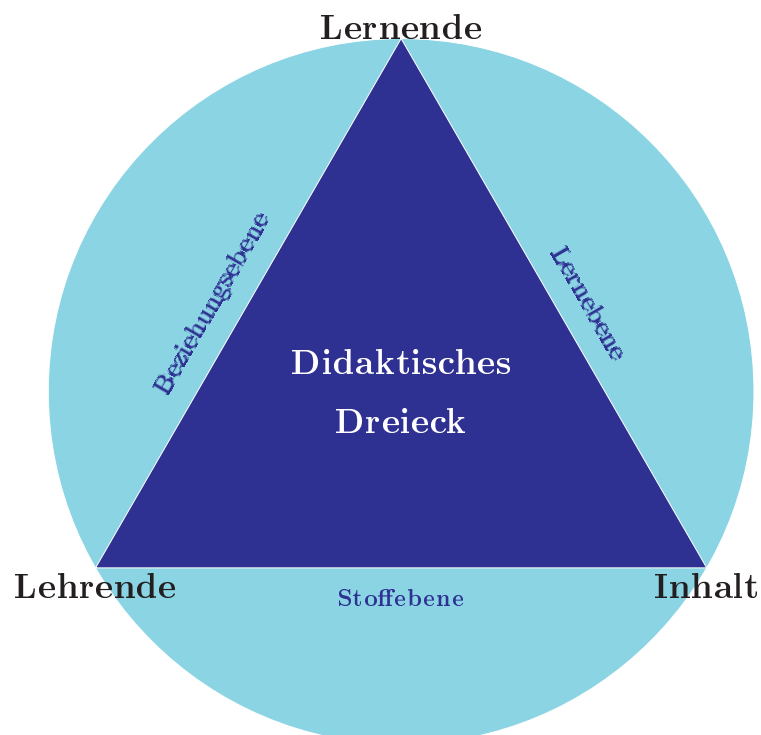 Lernende
Beziehungsebene
Lernebene
Didaktisches
Dreieck
Lehrende
Inhalt
Stoffebene